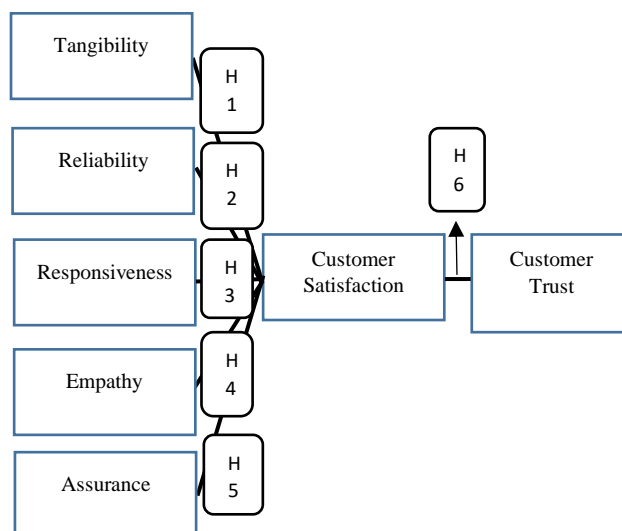 Tangibility
H
1
Reliability
H
2
H
6
Responsiveness
H
3
Customer
Satisfaction
Customer
Trust
Empathy
H
4
Assurance
H
5